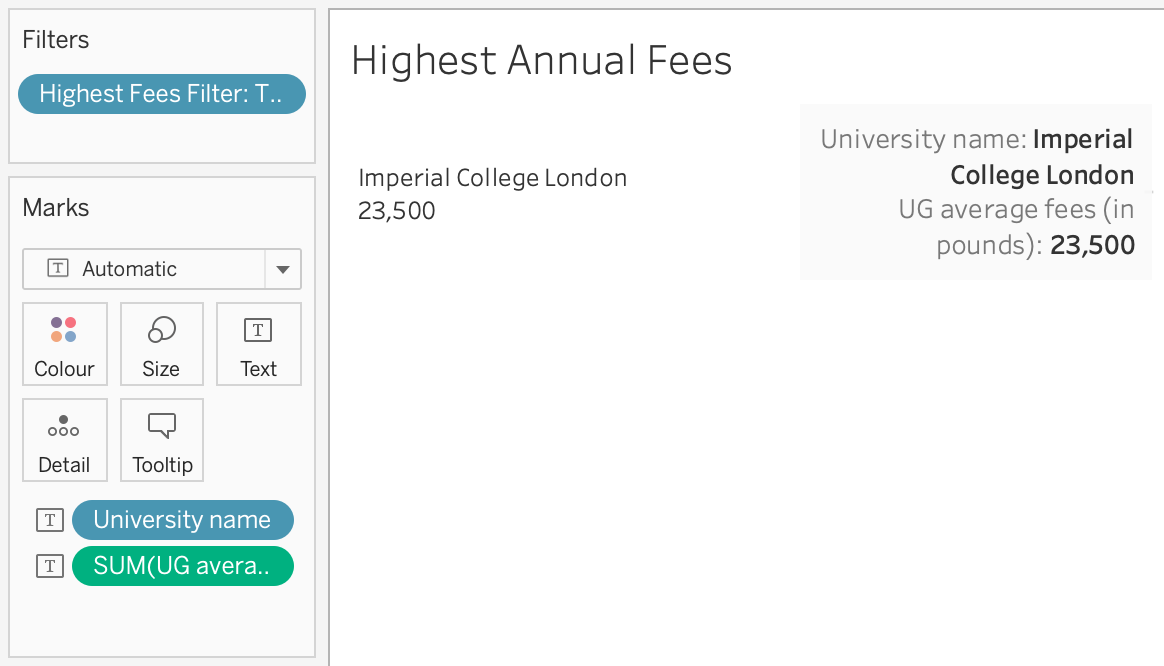 Filters
Highest Fees Filter: T..
Marks
T Automatic
Colour
Size
T
Text
Detail
Tooltip
T University name
T SUM(UG avera..
Highest Annual Fees
Imperial College London
23,500
University name: Imperial
College London
UG average fees (in
pounds): 23,500